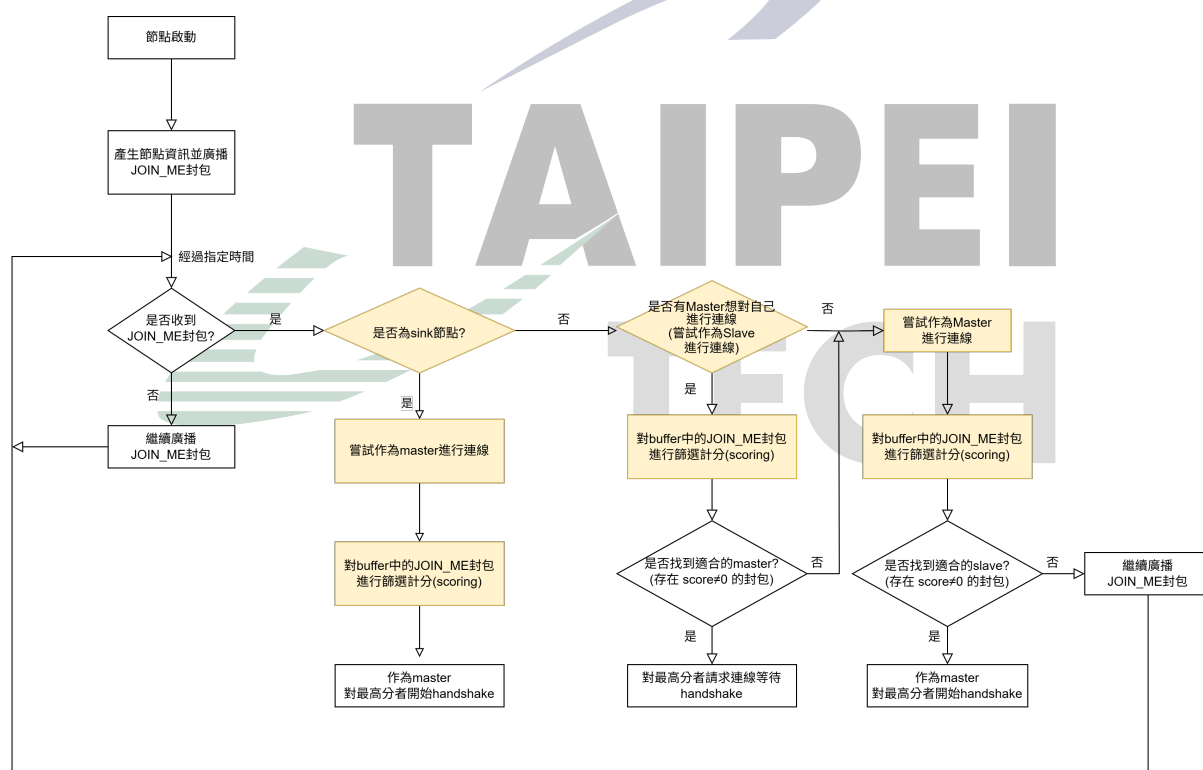 節點啟動
TAIPEI
TECH
產生節點資訊並廣播
JOIN_ME封包
經過指定時間
是否收到
JOIN_ME封包?
是
否
繼續廣播
JOIN_ME封包
是否為sink節點?
否
是
嘗試作為master進行連線
對buffer中的JOIN_ME封包
進行篩選計分(scoring)
作為master
對最高分者開始handshake
是否有Master想對自己
進行連線
(嘗試作為Slave
進行連線)
否
是
對buffer中的JOIN_ME封包
進行篩選計分(scoring)
是否找到適合的master?
(存在 score≠0 的封包)
否
是
對最高分者請求連線等待
handshake
嘗試作為Master
進行連線
對buffer中的JOIN_ME封包
進行篩選計分(scoring)
是否找到適合的slave?
(存在 score≠0 的封包)
否
是
作為master
對最高分者開始handshake
繼續廣播
JOIN_ME封包